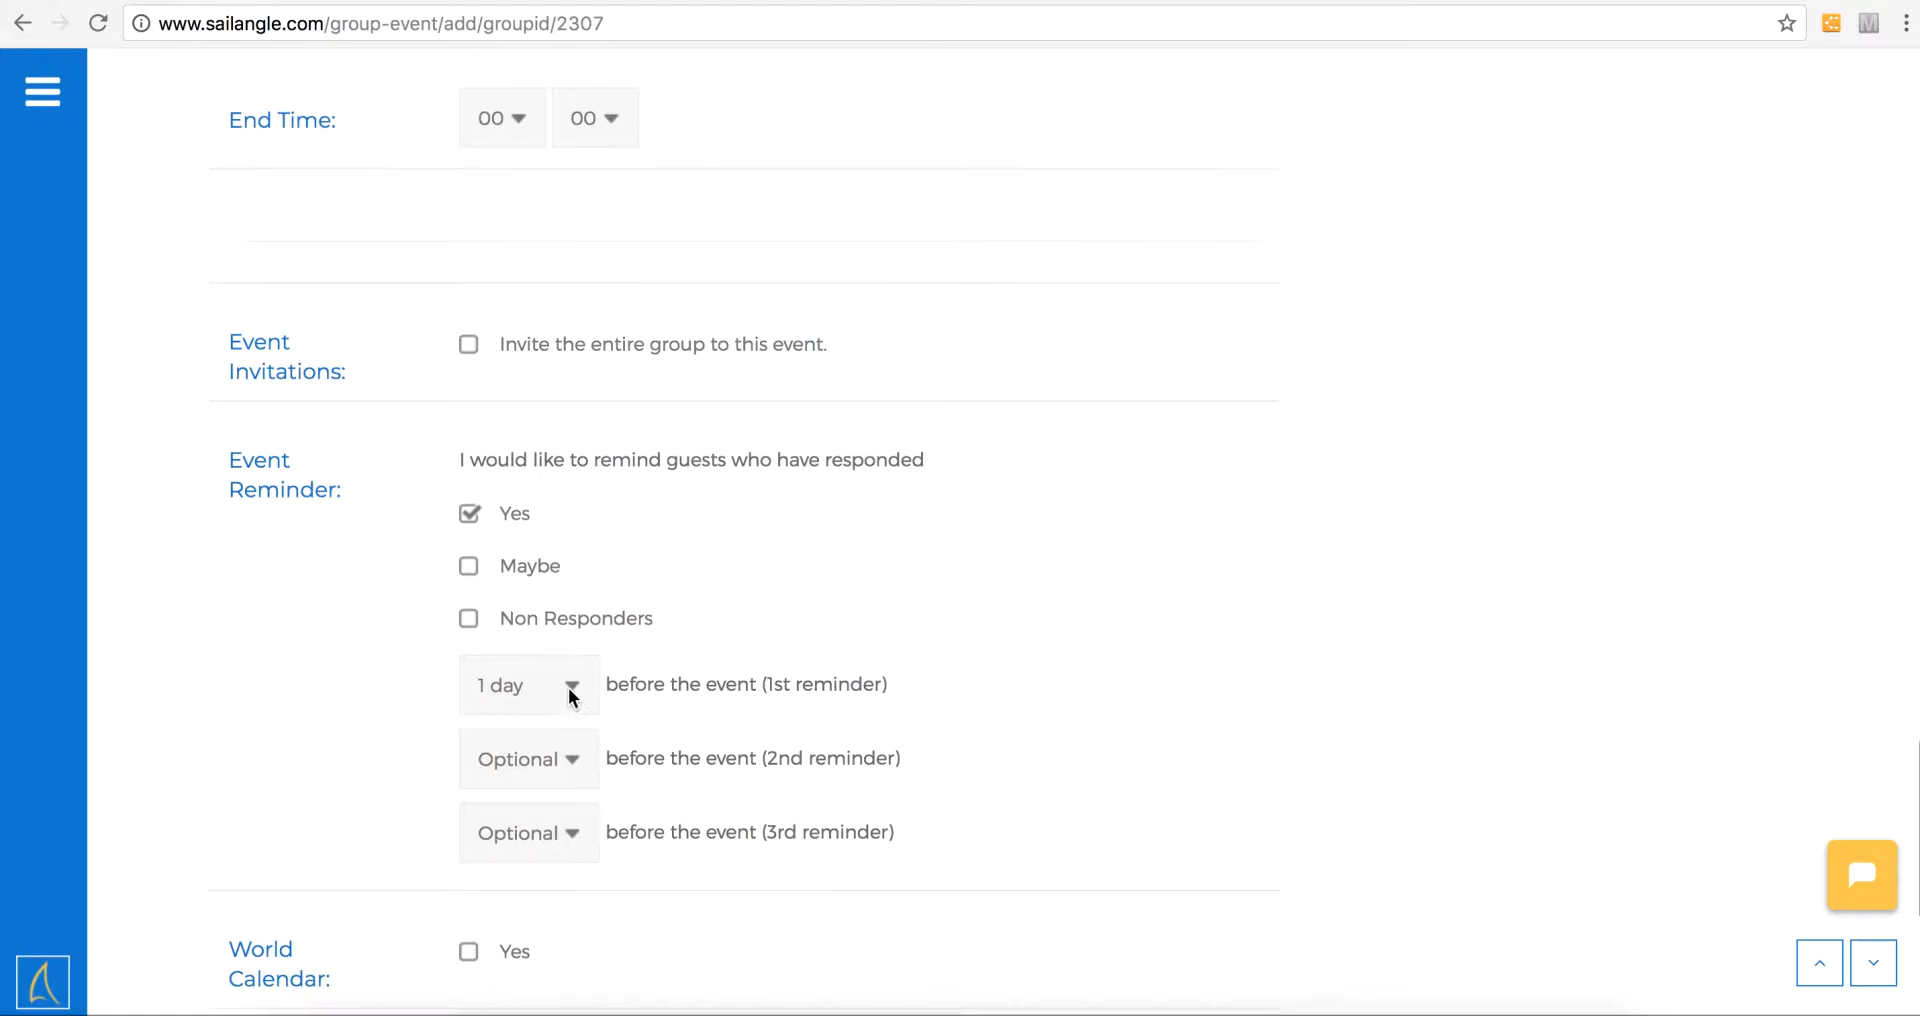 www.sailangle.com/group-event/add/groupid/2307
M
End Time:
00 00
Event
Invitations:
Invite the entire group to this event.
Event
Reminder:
I would like to remind guests who have responded
Yes
Maybe
Non Responders
1 day before the event (1st reminder)
Optional before the event (2nd reminder)
Optional before the event (3rd reminder)
World
Calendar:
Yes